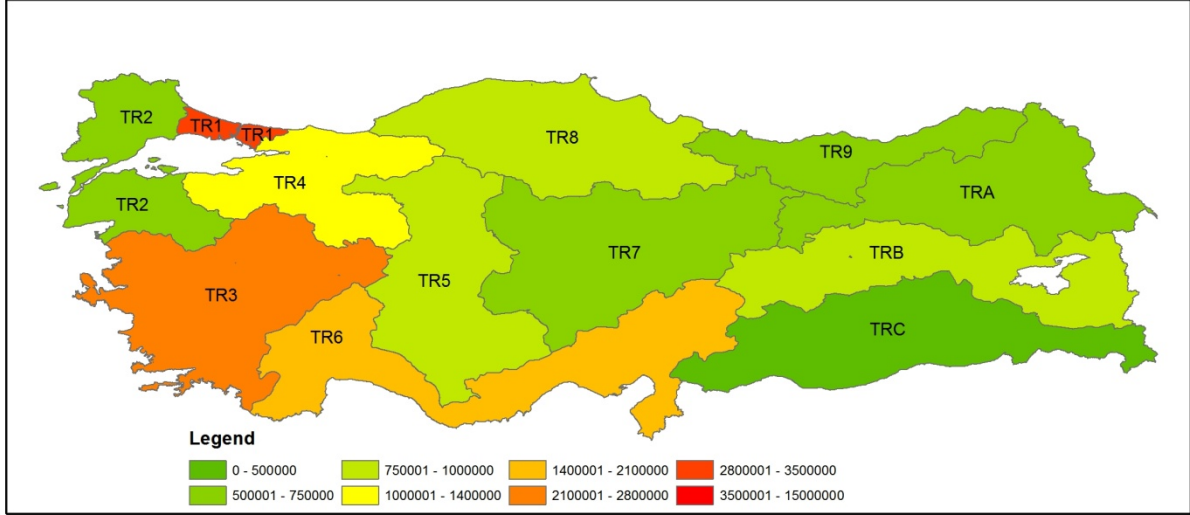 TR2
TR1
TR1
TR8
TR9
TR4
TRA
TR2
TRB
TR7
TR5
TR3
TRC
TR6
Legend
0 - 500000
750001 - 1000000
1400001 - 2100000
2800001 - 3500000
500001 - 750000
1000001 - 1400000
2100001 - 2800000
3500001 - 15000000